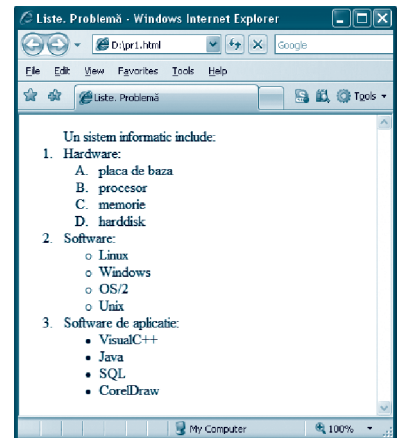 Liste. Problemă - Windows Internet Explorer
D:\pr1.html
Google
File Edit View Favorites Tools Help
Liste. Problemă
Tools
Un sistem informatic include:
1. Hardware:
A. placa de baza
B. procesor
C. memorie
D. harddisk
2. Software:
○ Linux
○ Windows
○ OS/2
○ Unix
3. Software de aplicatie:
● VisualC++
● Java
● SQL
● CorelDraw
My Computer 100%